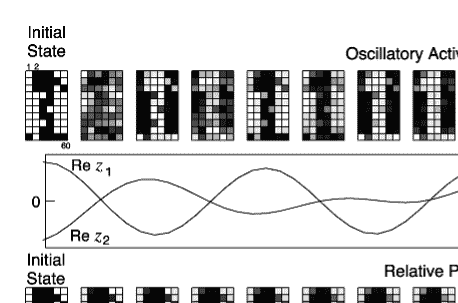 Initial
State
Oscillatory Activ
1 2
60
Re z1
0
Re z2
Initial
State
Relative P